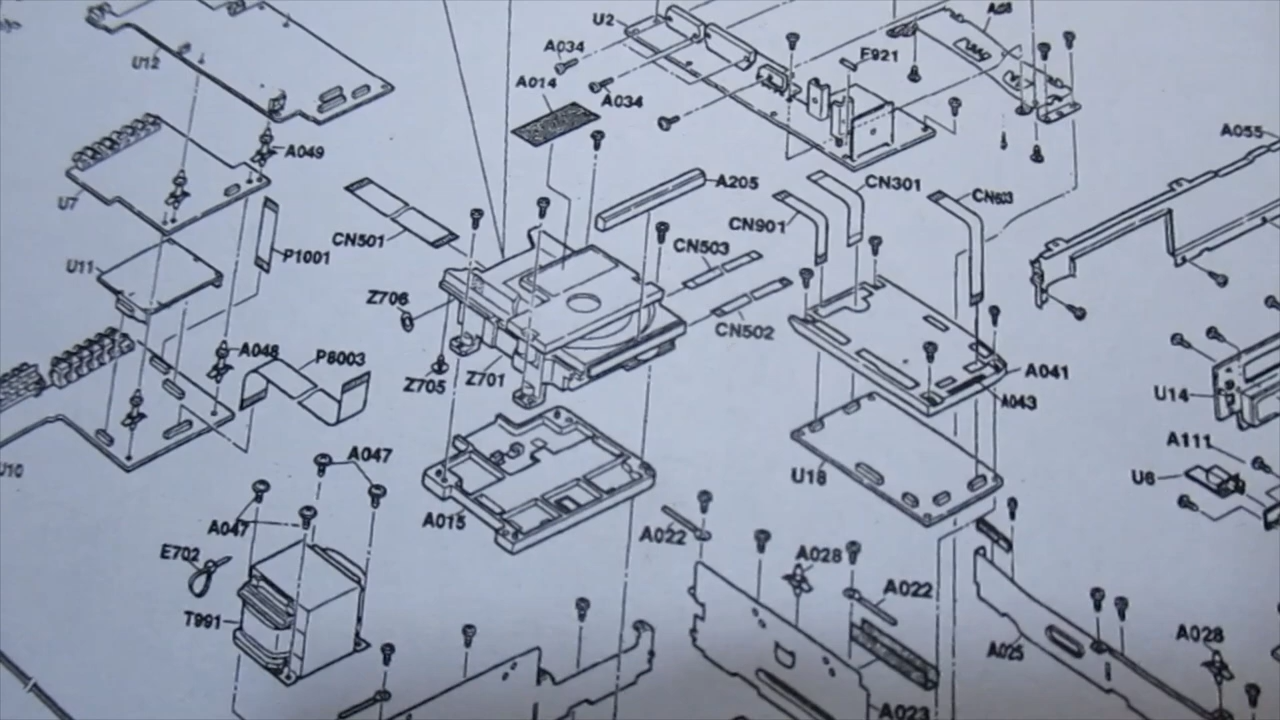 U2
A034
A034
A014
F921
U12
A049
A055
U7
A205
CN301
CN603
CN901
CN501
P1001
CN503
U11
Z706
CN502
A048
P8003
Z705
Z701
A041
A043
U14
A111
U18
U6
U10
A047
A047
A015
A022
E702
A028
A022
T991
A025
A028
A023